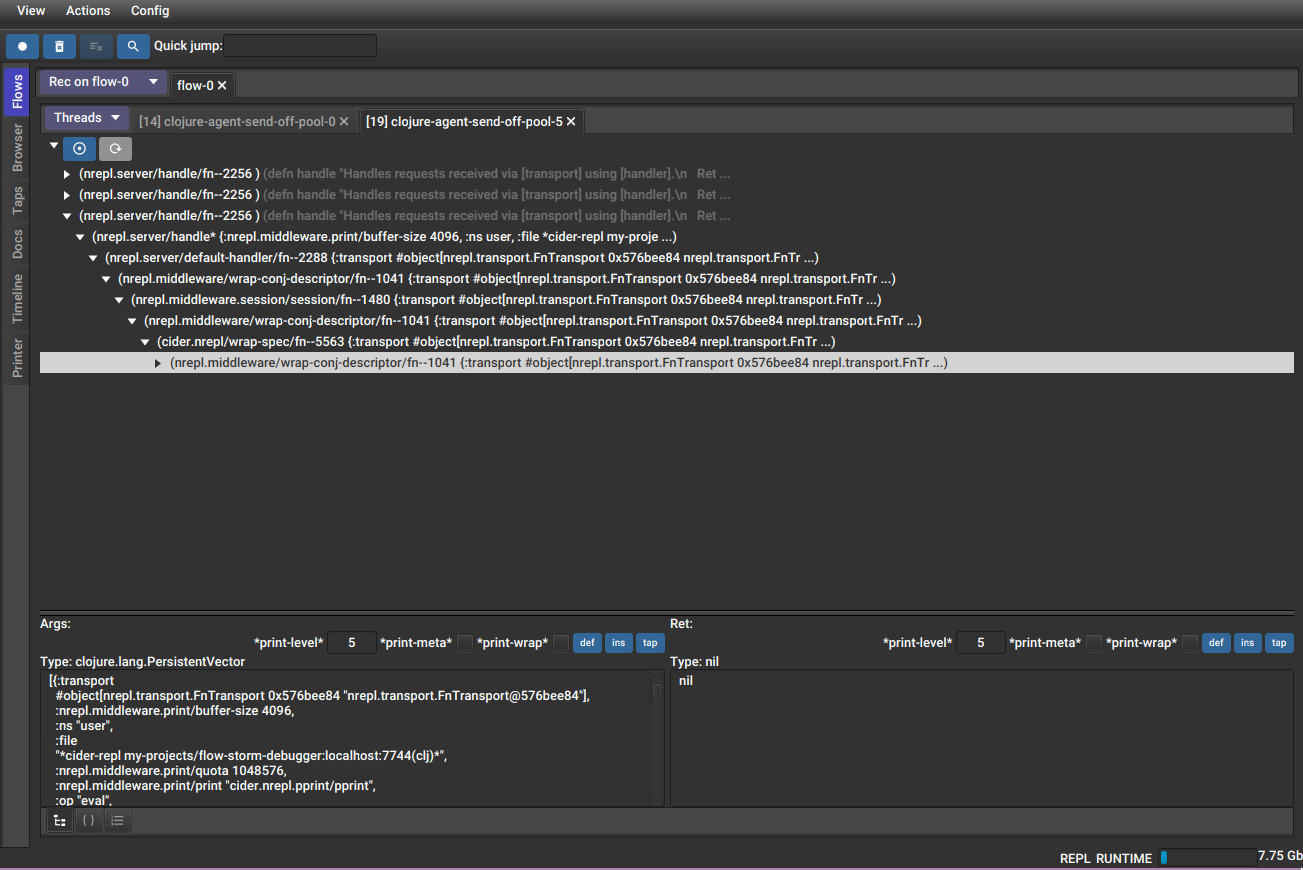 View Actions Config
Quick jump:
Flows
Browser
Taps
Docs
Timeline
Printer
Rec on flow-0 flow-0
Threads [14] clojure-agent-send-off-pool-0 [19] clojure-agent-send-off-pool-5
(nrepl.server/handle/fn--2256 ) (defn handle "Handles requests received via [transport] using [handler].\n Ret ...
(nrepl.server/handle/fn--2256 ) (defn handle "Handles requests received via [transport] using [handler].\n Ret ...
(nrepl.server/handle/fn--2256 ) (defn handle "Handles requests received via [transport] using [handler].\n Ret ...
(nrepl.server/handle* {:nrepl.middleware.print/buffer-size 4096, :ns user, :file *cider-repl my-proje ...)
(nrepl.server/default-handler/fn--2288 {:transport #object[nrepl.transport.FnTransport 0x576bee84 nrepl.transport.FnTr ...)
(nrepl.middleware/wrap-conj-descriptor/fn--1041 {:transport #object[nrepl.transport.FnTransport 0x576bee84 nrepl.transport.FnTr ...)
(nrepl.middleware.session/session/fn--1480 {:transport #object[nrepl.transport.FnTransport 0x576bee84 nrepl.transport.FnTr ...)
(nrepl.middleware/wrap-conj-descriptor/fn--1041 {:transport #object[nrepl.transport.FnTransport 0x576bee84 nrepl.transport.FnTr ...)
(cider.nrepl/wrap-spec/fn--5563 {:transport #object[nrepl.transport.FnTransport 0x576bee84 nrepl.transport.FnTr ...)
(nrepl.middleware/wrap-conj-descriptor/fn--1041 {:transport #object[nrepl.transport.FnTransport 0x576bee84 nrepl.transport.FnTr ...)
Args:
*print-level* 5 *print-meta* *print-wrap* def ins tap
Type: clojure.lang.PersistentVector
[{:transport
#object[nrepl.transport.FnTransport 0x576bee84 "nrepl.transport.FnTransport@576bee84"],
:nrepl.middleware.print/buffer-size 4096,
:ns "user",
:file
"*cider-repl my-projects/flow-storm-debugger:localhost:7744(clj)*",
:nrepl.middleware.print/quota 1048576,
:nrepl.middleware.print/print "cider.nrepl.pprint/pprint",
:op "eval",
Ret:
*print-level* 5 *print-meta* *print-wrap* def ins tap
Type: nil
nil
( )
REPL RUNTIME 7.75 Gb